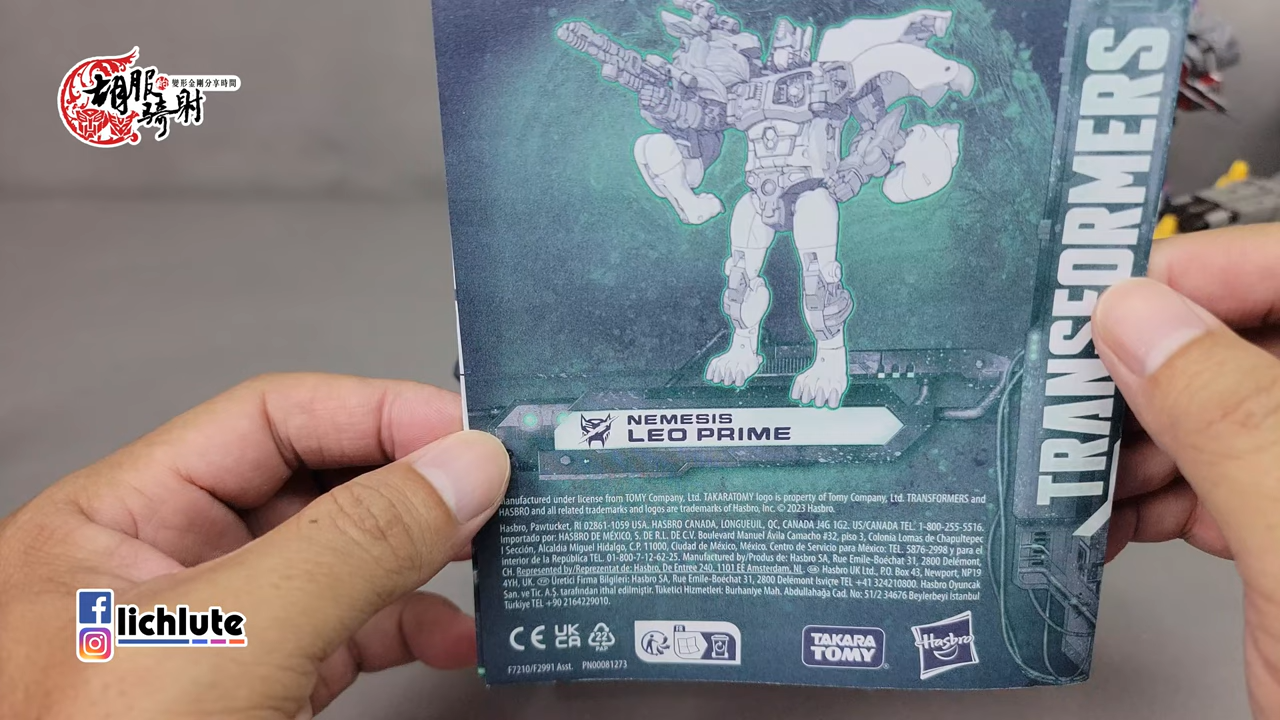 胡服
騎射
的
變形金剛分享時間
TRANSFORMERS
NEMESIS
LEO PRIME
anufactured under license from TOMY Company, Ltd. TAKARATOMY logo is property of Tomy Company, Ltd. TRANSFORMERS and
HASBRO and all related trademarks and logos are trademarks of Hasbro, Inc. © 2023 Hasbro.
Hasbro, Pawtucket, RI 02861-1059 USA. HASBRO CANADA, LONGUEUIL, QC, CANADA J4G 1G2. US/CANADA TEL. 1-800-255-5516.
Importado por: HASBRO DE MÉXICO, S. DE R.L. DE C.V. Boulevard Manuel Ávila Camacho #32, piso 3, Colonia Lomas de Chapultepec
I Sección, Alcaldía Miguel Hidalgo, C.P. 11000, Ciudad de México, México. Centro de Servicio para México: TEL. 5876-2998 y para el
interior de la República TEL. 01-800-7-12-62-25. Manufactured by/Produs de: Hasbro SA, Rue Emile-Boéchat 31, 2800 Delémont,
CH. Represented by/Reprezentat de: Hasbro, De Entree 240, 1101 EE Amsterdam, NL. Hasbro UK Ltd., P.O. Box 43, Newport, NP19
4YH, UK. Üretici Firma Bilgileri: Hasbro SA, Rue Emile-Boéchat 31, 2800 Delémont İsviçre TEL +41 324210800. Hasbro Oyuncak
San. ve Tic. A.Ş. tarafından ithal edilmiştir. Tüketici Hizmetleri: Burhaniye Mah. Abdullahağa Cad. No: 51/2 34676 Beylerbeyi İstanbul
Türkiye TEL +90 2164229010.
CE UK CA 22 PAP
TAKARA
TOMY
Hasbro
F7210/F2991 Asst. PN00081273
lichlute